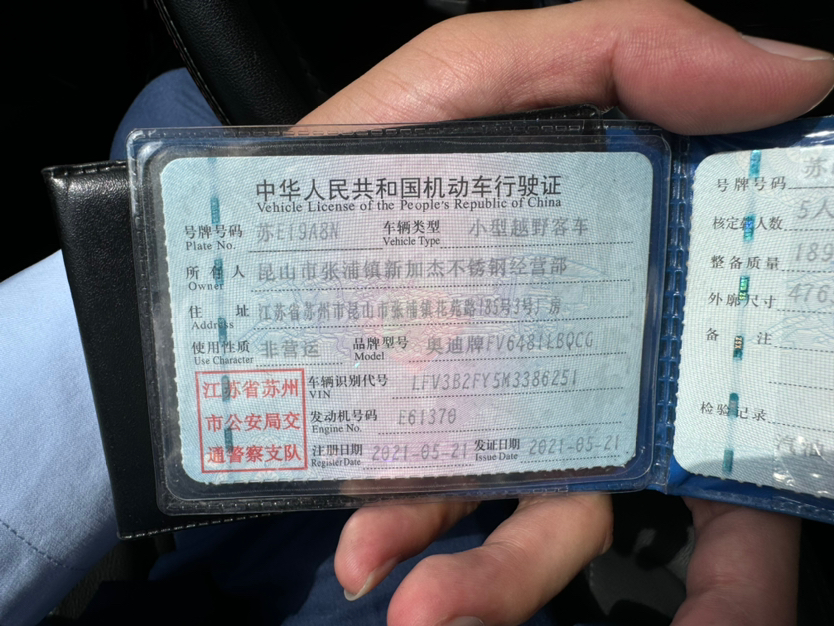 中华人民共和国机动车行驶证
Vehicle License of the People's Republic of China
号牌号码 苏E19A8N 车辆类型 小型越野客车
Plate No. Vehicle Type
所有人 昆山市张浦镇新加杰不锈钢经营部
Owner
住址 江苏省苏州市昆山市张浦镇花苑路185号3号厂房
Address
使用性质 非营运 品牌型号 奥迪牌FV6481LBQCG
Use Character Model
江苏省苏州
市公安局交
通警察支队
车辆识别代号 LFV3B2FY5M3386251
VIN
发动机号码 E61370
Engine No.
注册日期 2021-05-21 发证日期 2021-05-21
Register Date Issue Date
号牌号码 苏
核定载人数 5人
整备质量 189
外廓尺寸 476
备注
检验记录
汽油